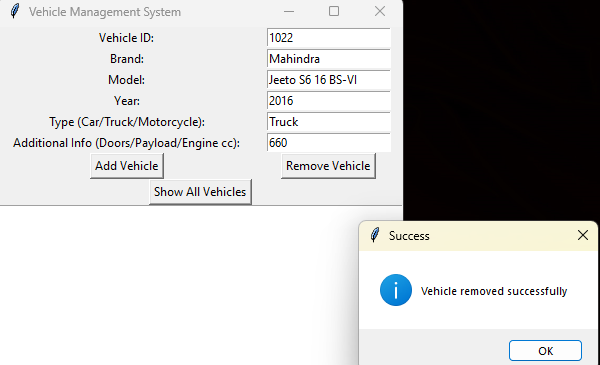 Vehicle Management System
Vehicle ID: 1022
Brand: Mahindra
Model: Jeeto S6 16 BS-VI
Year: 2016
Type (Car/Truck/Motorcycle): Truck
Additional Info (Doors/Payload/Engine cc): 660
Add Vehicle Remove Vehicle
Show All Vehicles
Success
Vehicle removed successfully
OK